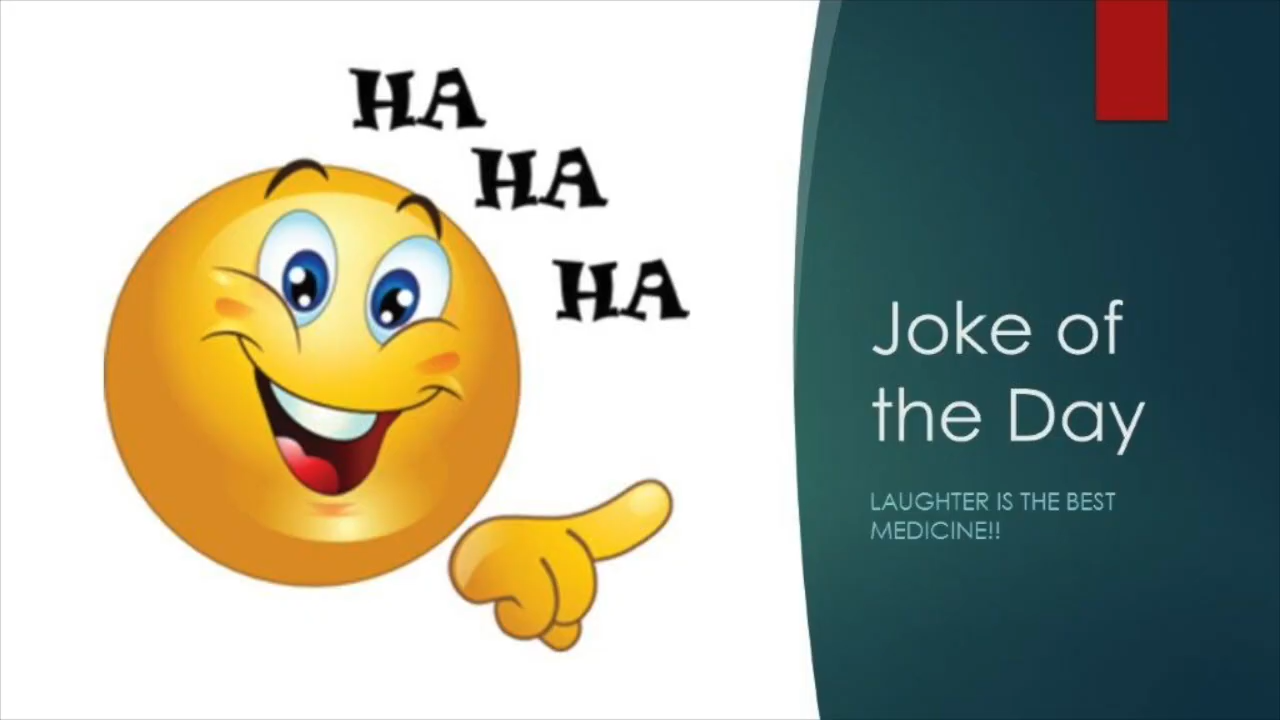 HA
HA
HA
Joke of
the Day
LAUGHTER IS THE BEST
MEDICINE!!